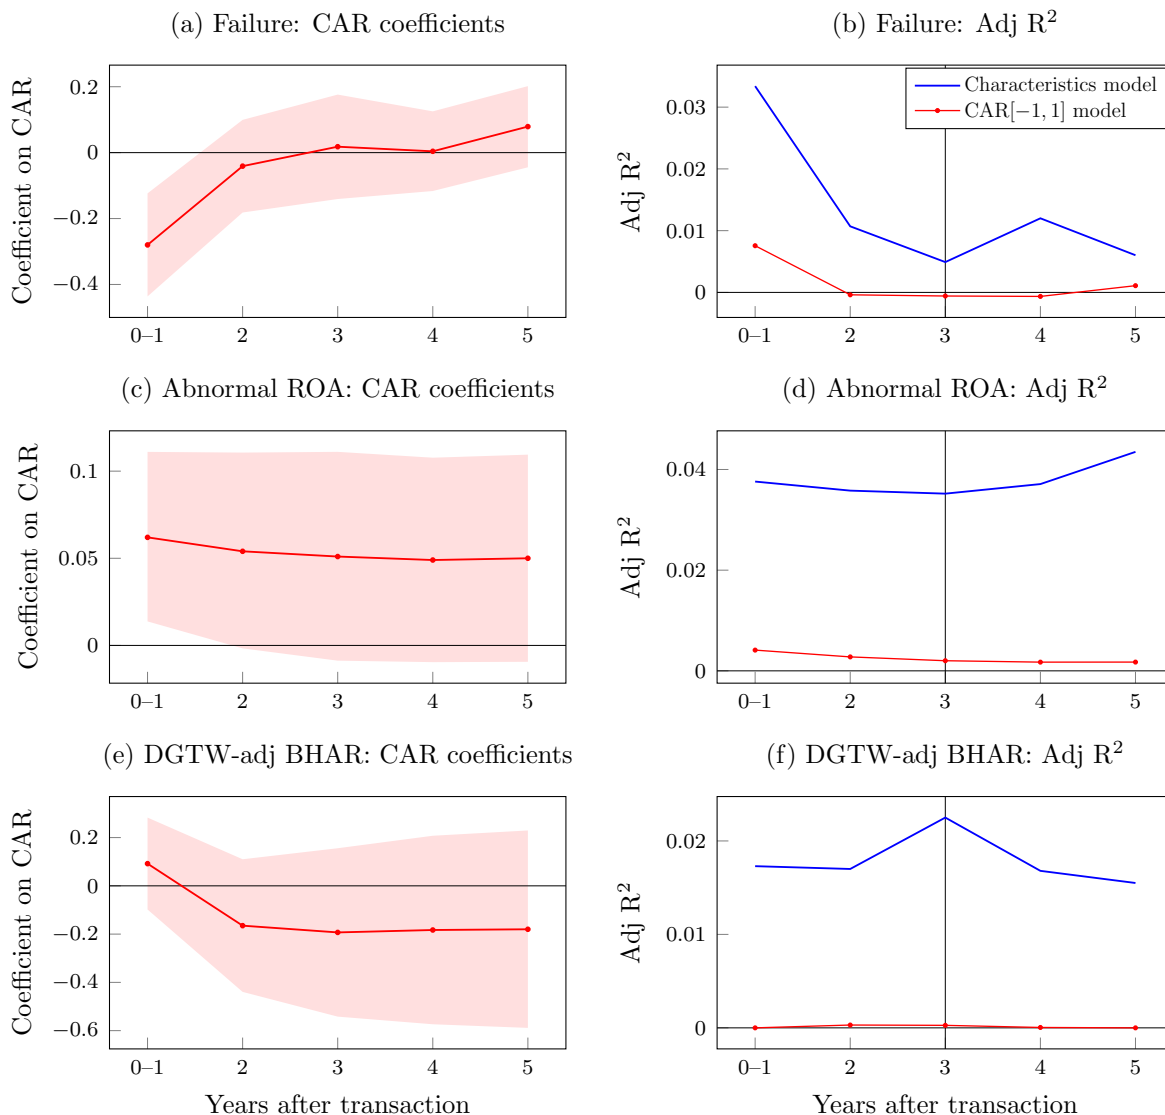 (a) Failure: CAR coefficients
Coefficient on CAR
0.2
0
−0.2
−0.4
0–1 2 3 4 5
(b) Failure: Adj R²
Adj R²
0.03
0.02
0.01
0
Characteristics model
CAR[−1, 1] model
0–1 2 3 4 5
(c) Abnormal ROA: CAR coefficients
Coefficient on CAR
0.1
0.05
0
0–1 2 3 4 5
(d) Abnormal ROA: Adj R²
Adj R²
0.04
0.02
0
0–1 2 3 4 5
(e) DGTW-adj BHAR: CAR coefficients
Coefficient on CAR
0.2
0
−0.2
−0.4
−0.6
0–1 2 3 4 5
Years after transaction
(f) DGTW-adj BHAR: Adj R²
Adj R²
0.02
0.01
0
0–1 2 3 4 5
Years after transaction